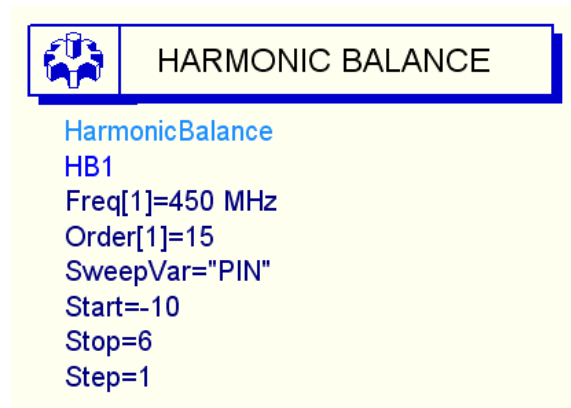 HARMONIC BALANCE
HarmonicBalance
HB1
Freq[1]=450 MHz
Order[1]=15
SweepVar="PIN"
Start=-10
Stop=6
Step=1